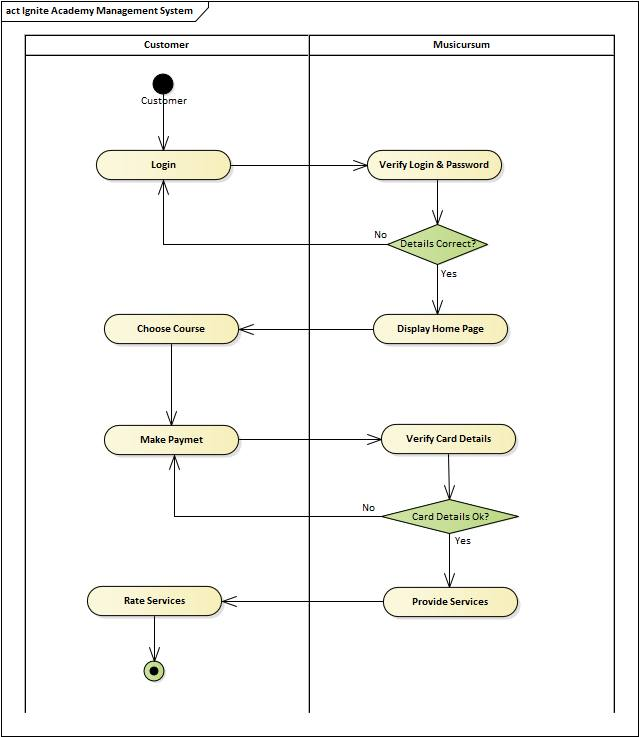 act Ignite Academy Management System
Customer
Musicursum
Customer
Login
Verify Login & Password
No
Details Correct?
Yes
Choose Course
Display Home Page
Make Paymet
Verify Card Details
No
Card Details Ok?
Yes
Rate Services
Provide Services